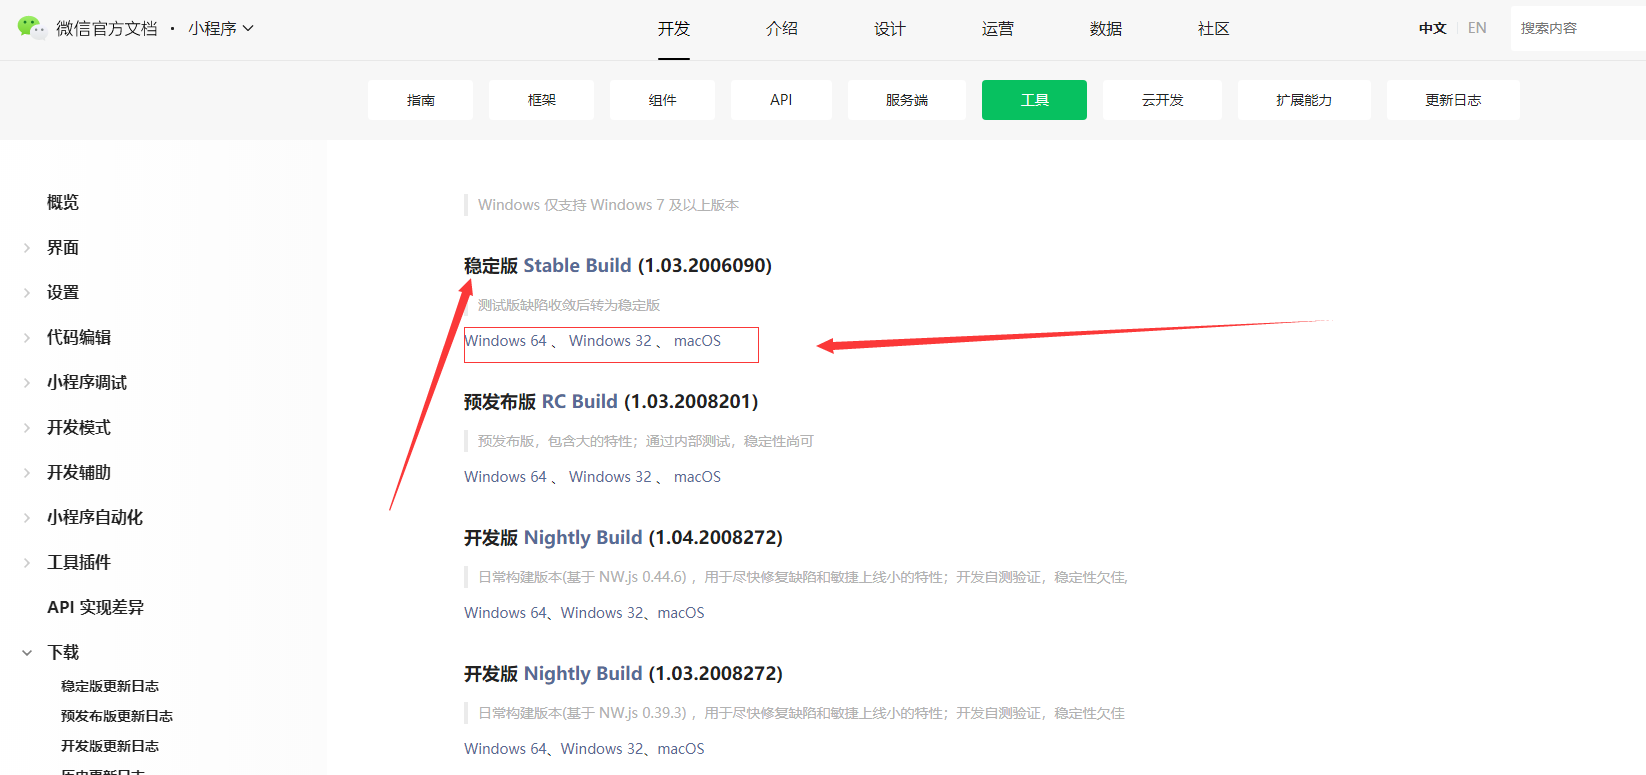 微信官方文档 · 小程序
开发 介绍 设计 运营 数据 社区
中文 EN 搜索内容
指南 框架 组件 API 服务端 工具 云开发 扩展能力 更新日志
概览
界面
设置
代码编辑
小程序调试
开发模式
开发辅助
小程序自动化
工具插件
API 实现差异
下载
稳定版更新日志
预发布版更新日志
开发版更新日志
历史更新日志
Windows 仅支持 Windows 7 及以上版本
稳定版 Stable Build (1.03.2006090)
测试版缺陷收敛后转为稳定版
Windows 64 、 Windows 32 、 macOS
预发布版 RC Build (1.03.2008201)
预发布版，包含大的特性；通过内部测试，稳定性尚可
Windows 64 、 Windows 32 、 macOS
开发版 Nightly Build (1.04.2008272)
日常构建版本(基于 NW.js 0.44.6) ，用于尽快修复缺陷和敏捷上线小的特性；开发自测验证，稳定性欠佳,
Windows 64、Windows 32、macOS
开发版 Nightly Build (1.03.2008272)
日常构建版本(基于 NW.js 0.39.3) ，用于尽快修复缺陷和敏捷上线小的特性；开发自测验证，稳定性欠佳
Windows 64、Windows 32、macOS